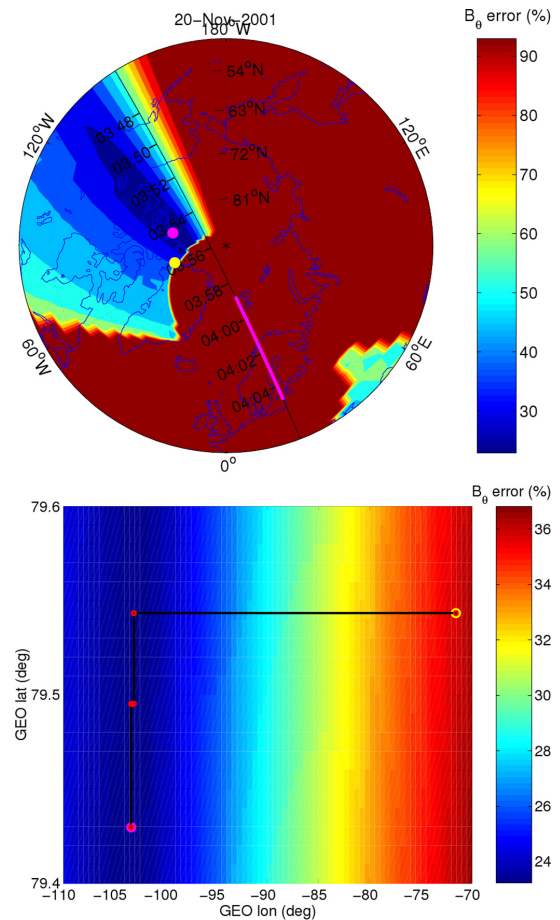 20-Nov-2001
180°W
B_θ error (%)
54°N
63°N
72°N
81°N
120°W
120°E
60°W
60°E
0°
03:48
03:50
03:52
03:54
03:56
03:58
04:00
04:02
04:04
90
80
70
60
50
40
30
B_θ error (%)
79.6
79.5
79.4
GEO lat (deg)
−110 −105 −100 −95 −90 −85 −80 −75 −70
GEO lon (deg)
36
34
32
30
28
26
24